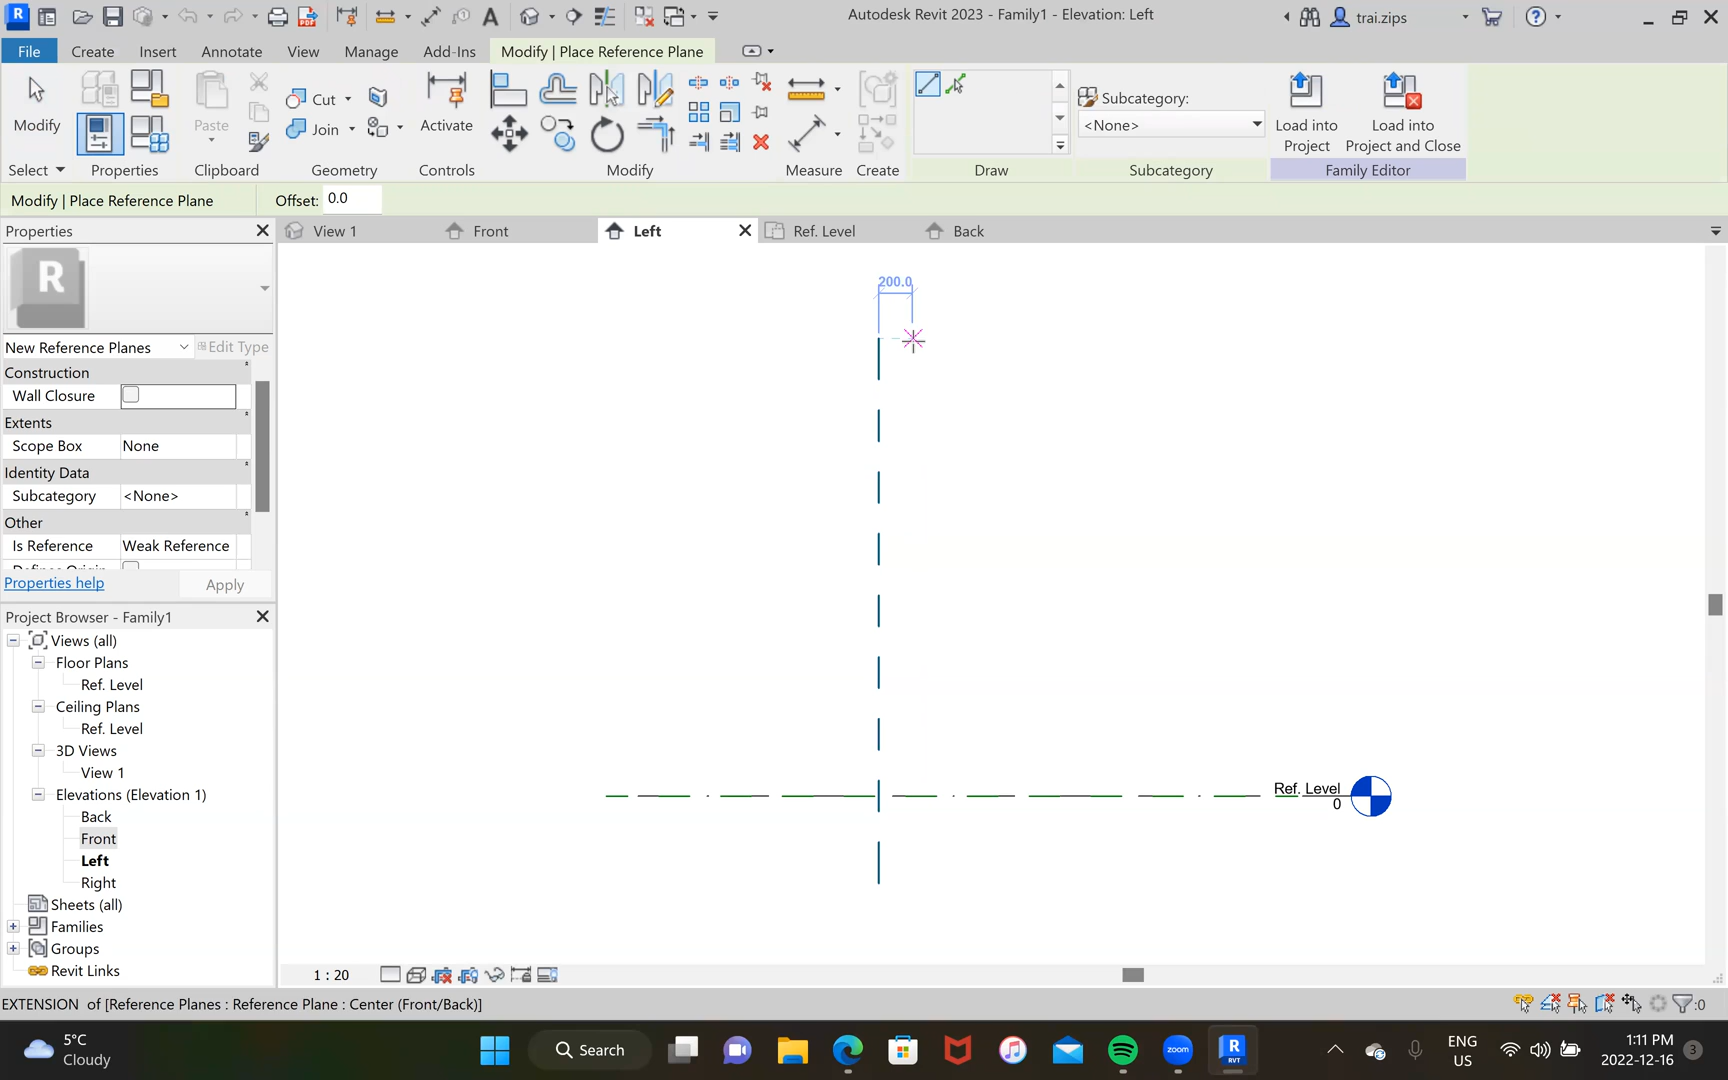 R
Autodesk Revit 2023 - Family1 - Elevation: Left
trai.zips
File Create Insert Annotate View Manage Add-Ins Modify | Place Reference Plane
Modify
Paste
Cut
Join
Activate
Subcategory:
<None>
Load into
Project
Load into
Project and Close
Select Properties Clipboard Geometry Controls Modify Measure Create Draw Subcategory Family Editor
Modify | Place Reference Plane Offset: 0.0
Properties
View 1 Front Left Ref. Level Back
R
New Reference Planes Edit Type
Construction
Wall Closure
Extents
Scope Box None
Identity Data
Subcategory <None>
Other
Is Reference Weak Reference
Defines Origin
Properties help Apply
Project Browser - Family1
Views (all)
Floor Plans
Ref. Level
Ceiling Plans
Ref. Level
3D Views
View 1
Elevations (Elevation 1)
Back
Front
Left
Right
Sheets (all)
Families
Groups
Revit Links
200.0
Ref. Level
0
1 : 20
EXTENSION of [Reference Planes : Reference Plane : Center (Front/Back)]
:0
5°C
Cloudy
Search
zoom
R
RVT
ENG
US
1:11 PM
2022-12-16
3